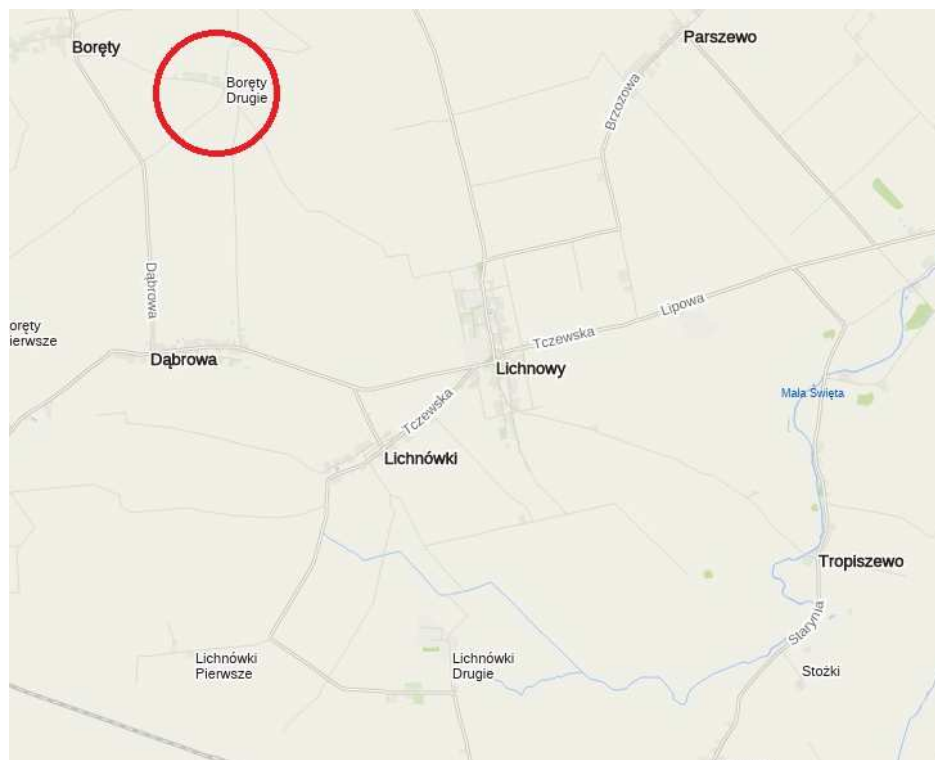 Boręty
Parszewo
Boręty
Drugie
Brzozowa
Dąbrowa
Lipowa
oręty
ierwsze
Tczewska
Dąbrowa
Lichnowy
Mała Święta
Tczewska
Lichnówki
Tropiszewo
Starynia
Lichnówki
Pierwsze
Lichnówki
Drugie
Stożki